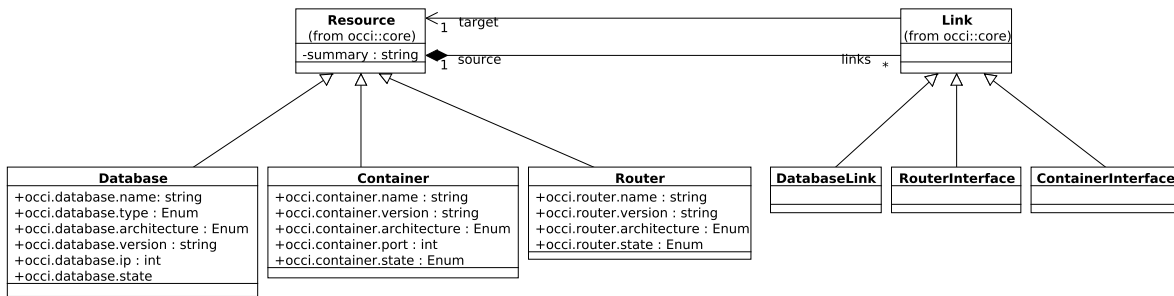 Resource
(from occi::core)
-summary : string
1 target
1 source
links *
Link
(from occi::core)
Database
+occi.database.name: string
+occi.database.type : Enum
+occi.database.architecture : Enum
+occi.database.version : string
+occi.database.ip : int
+occi.database.state
Container
+occi.container.name : string
+occi.container.version : string
+occi.container.architecture : Enum
+occi.container.port : int
+occi.container.state : Enum
Router
+occi.router.name : string
+occi.router.version : string
+occi.router.architecture : Enum
+occi.router.state : Enum
DatabaseLink
RouterInterface
ContainerInterface